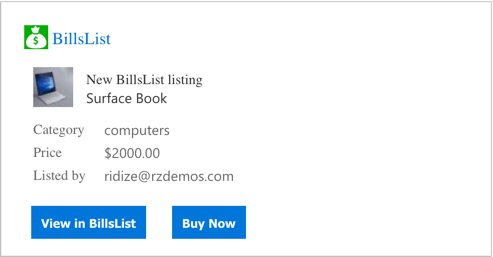 BillsList
New BillsList listing
Surface Book
Category computers
Price $2000.00
Listed by ridize@rzdemos.com
View in BillsList Buy Now